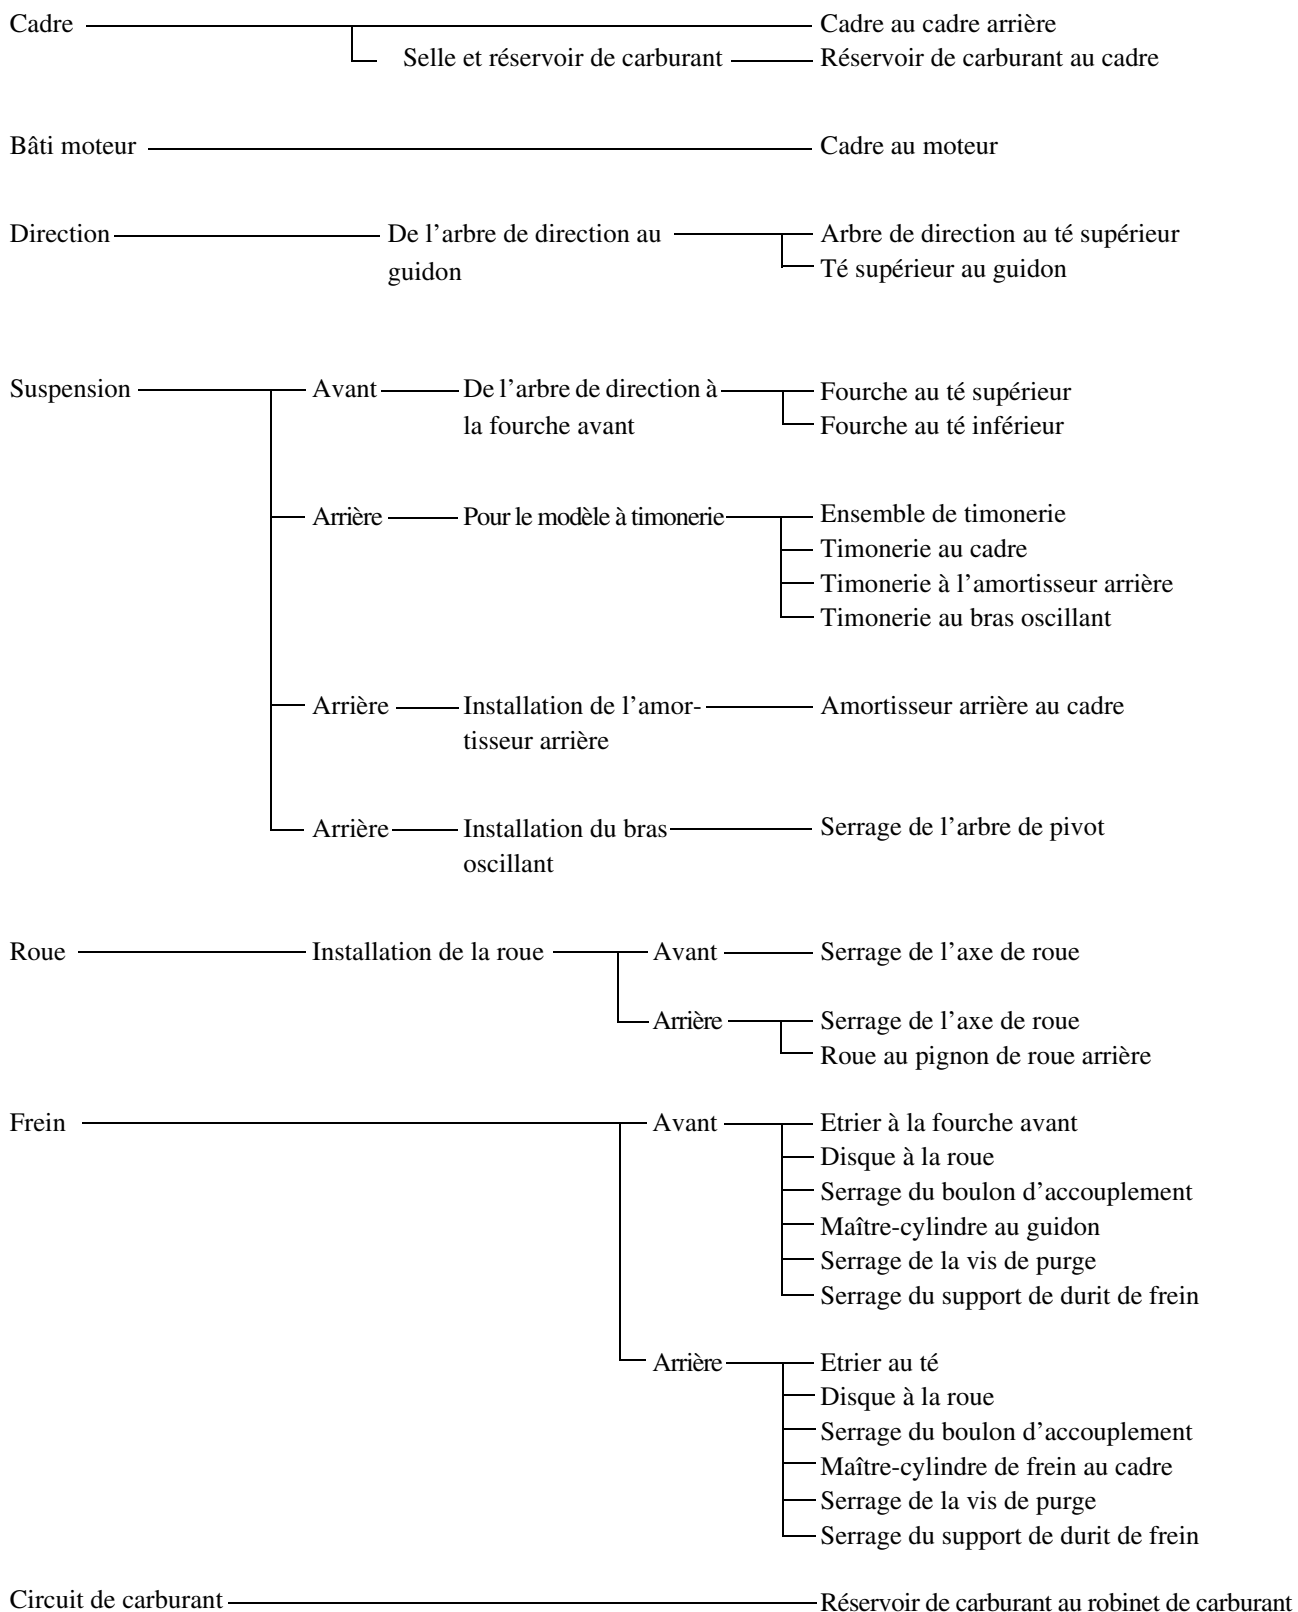 Cadre Cadre au cadre arrière
Selle et réservoir de carburant Réservoir de carburant au cadre
Bâti moteur Cadre au moteur
Direction De l’arbre de direction au Arbre de direction au té supérieur
guidon Té supérieur au guidon
Suspension Avant De l’arbre de direction à Fourche au té supérieur
la fourche avant Fourche au té inférieur
Arrière Pour le modèle à timonerie Ensemble de timonerie
Timonerie au cadre
Timonerie à l’amortisseur arrière
Timonerie au bras oscillant
Arrière Installation de l’amor- Amortisseur arrière au cadre
tisseur arrière
Arrière Installation du bras Serrage de l’arbre de pivot
oscillant
Roue Installation de la roue Avant Serrage de l’axe de roue
Arrière Serrage de l’axe de roue
Roue au pignon de roue arrière
Frein Avant Etrier à la fourche avant
Disque à la roue
Serrage du boulon d’accouplement
Maître-cylindre au guidon
Serrage de la vis de purge
Serrage du support de durit de frein
Arrière Etrier au té
Disque à la roue
Serrage du boulon d’accouplement
Maître-cylindre de frein au cadre
Serrage de la vis de purge
Serrage du support de durit de frein
Circuit de carburant Réservoir de carburant au robinet de carburant